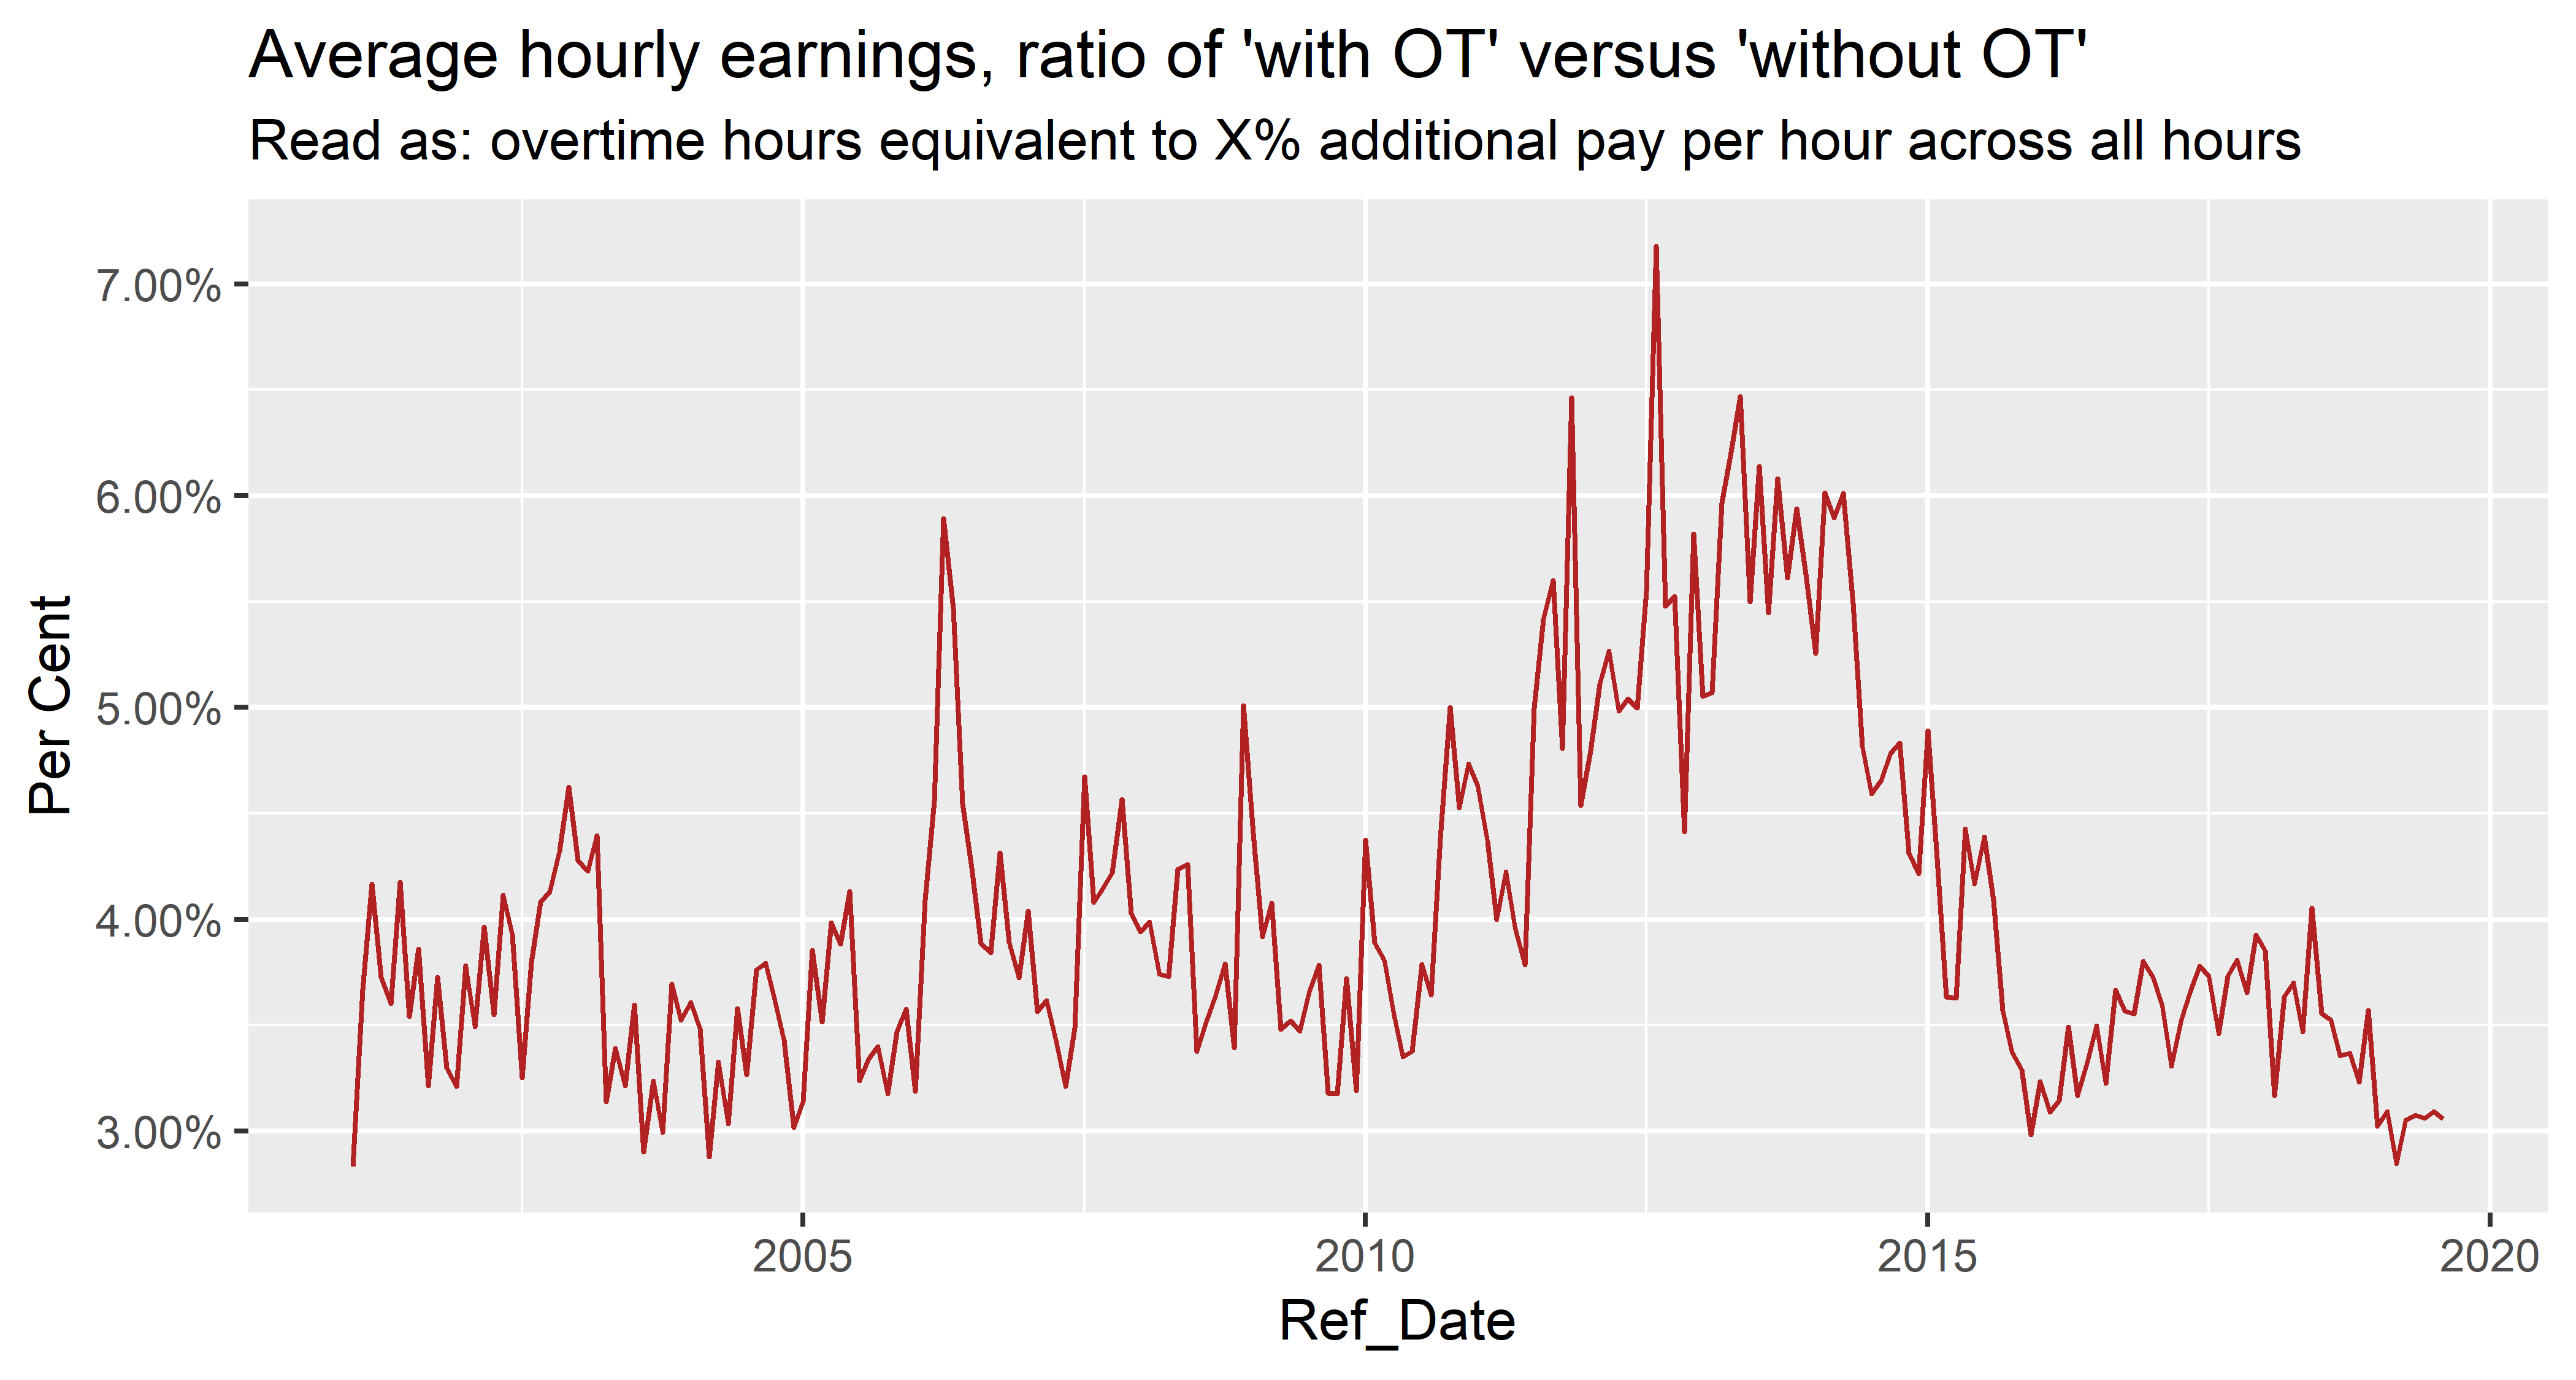 Average hourly earnings, ratio of 'with OT' versus 'without OT'
Read as: overtime hours equivalent to X% additional pay per hour across all hours
Per Cent
7.00%
6.00%
5.00%
4.00%
3.00%
2005 2010 2015 2020
Ref_Date